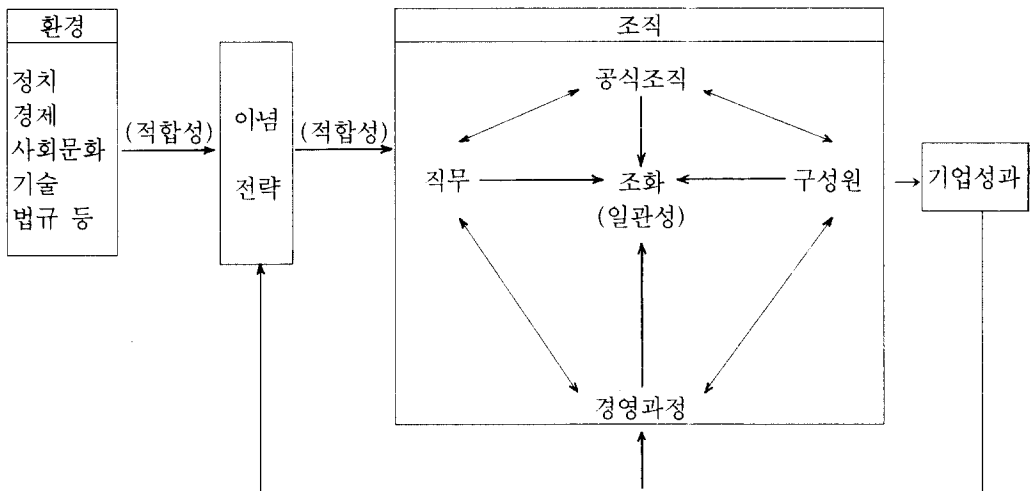 환경
정치
경제
사회문화
기술
법규 등
(적합성)
이념
전략
(적합성)
조직
공식조직
직무
조화
(일관성)
구성원
경영과정
기업성과